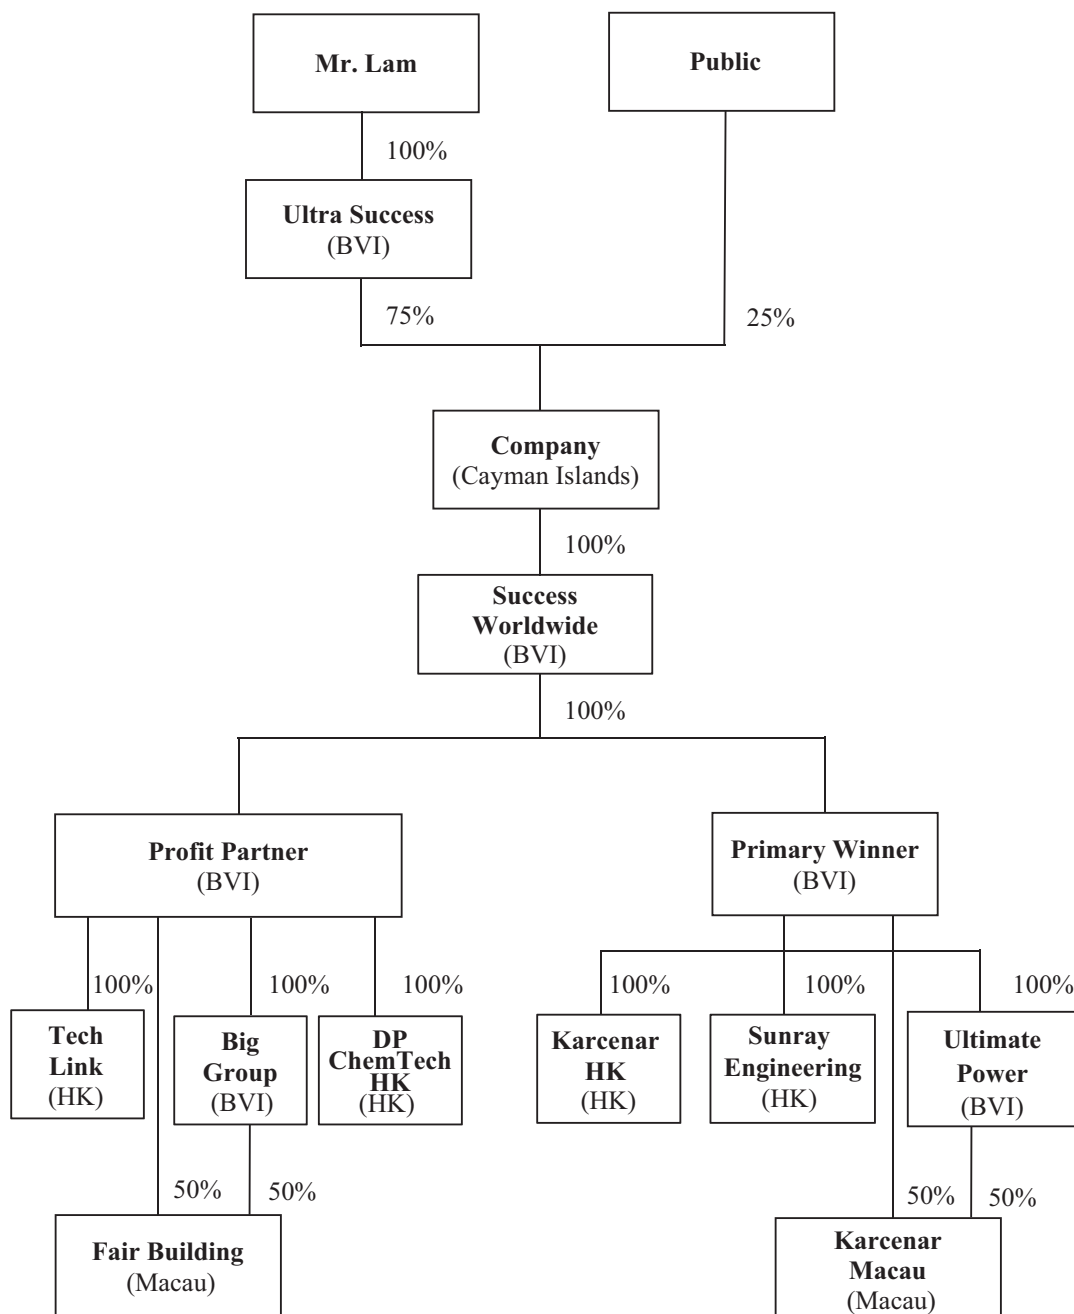 Mr. Lam
Public
100%
Ultra Success
(BVI)
75%
25%
Company
(Cayman Islands)
100%
Success
Worldwide
(BVI)
100%
Profit Partner
(BVI)
Primary Winner
(BVI)
100%
100%
100%
100%
100%
100%
Tech
Link
(HK)
Big
Group
(BVI)
DP
ChemTech
HK
(HK)
Karcenar
HK
(HK)
Sunray
Engineering
(HK)
Ultimate
Power
(BVI)
50%
50%
50%
50%
Fair Building
(Macau)
Karcenar
Macau
(Macau)